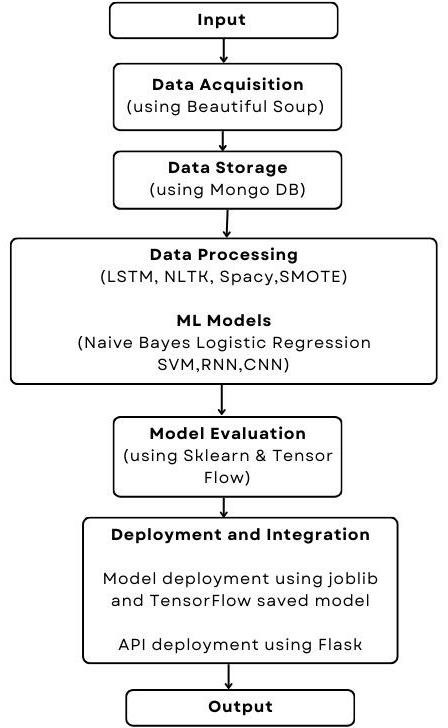 Input
Data Acquisition
(using Beautiful Soup)
Data Storage
(using Mongo DB)
Data Processing
(LSTM, NLTK, Spacy,SMOTE)
ML Models
(Naive Bayes Logistic Regression
SVM,RNN,CNN)
Model Evaluation
(using Sklearn & Tensor
Flow)
Deployment and Integration
Model deployment using joblib
and TensorFlow saved model
API deployment using Flask
Output